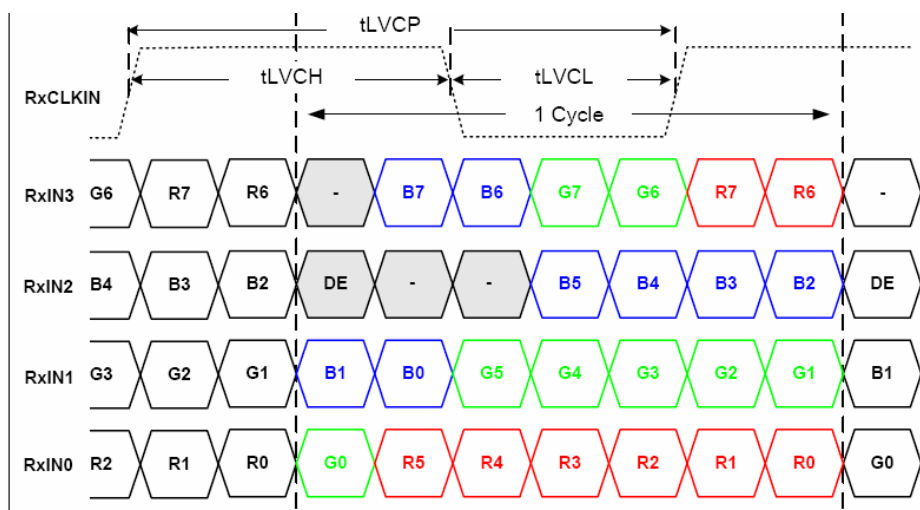 tLVCP
tLVCH tLVCL
RxCLKIN
1 Cycle
RxIN3 G6 R7 R6 - B7 B6 G7 G6 R7 R6 -
RxIN2 B4 B3 B2 DE - - B5 B4 B3 B2 DE
RxIN1 G3 G2 G1 B1 B0 G5 G4 G3 G2 G1 B1
RxIN0 R2 R1 R0 G0 R5 R4 R3 R2 R1 R0 G0